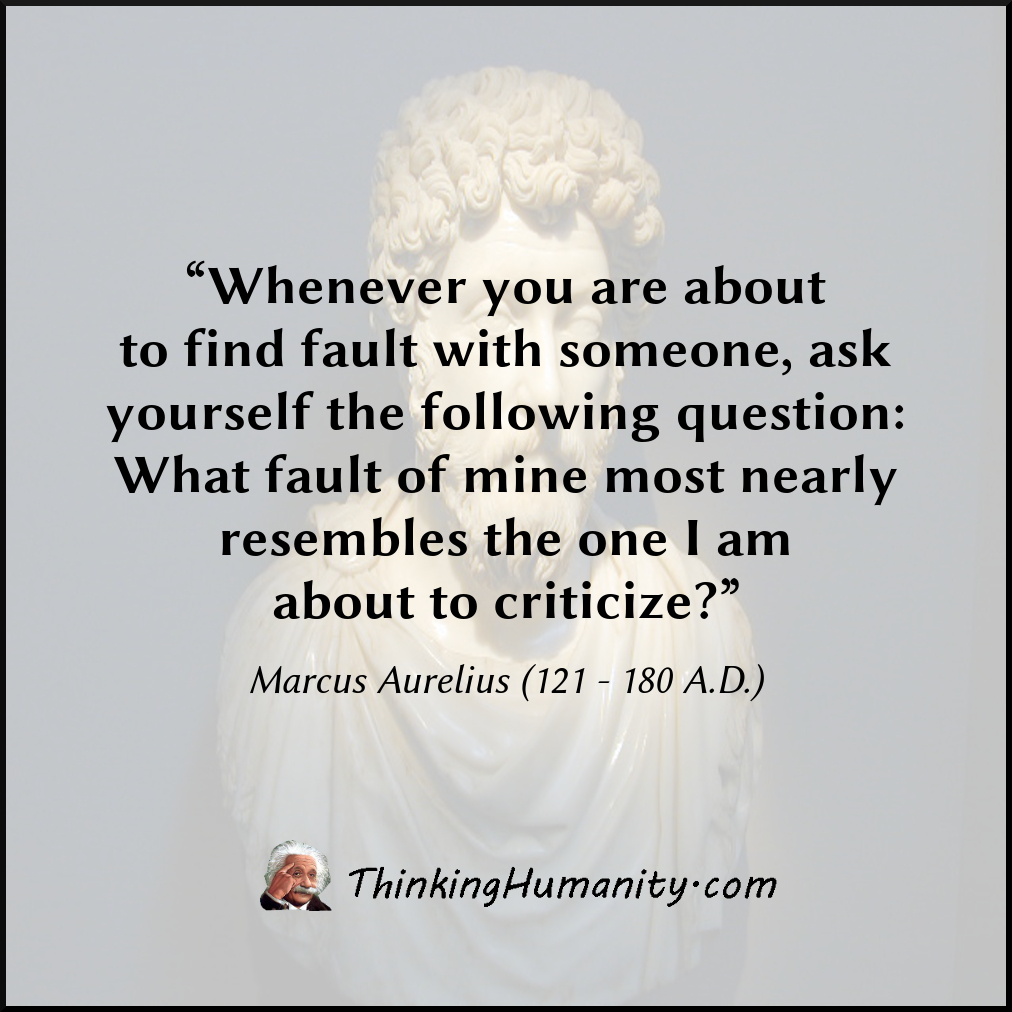 “Whenever you are about
to find fault with someone, ask
yourself the following question:
What fault of mine most nearly
resembles the one I am
about to criticize?”
Marcus Aurelius (121 - 180 A.D.)
ThinkingHumanity.com